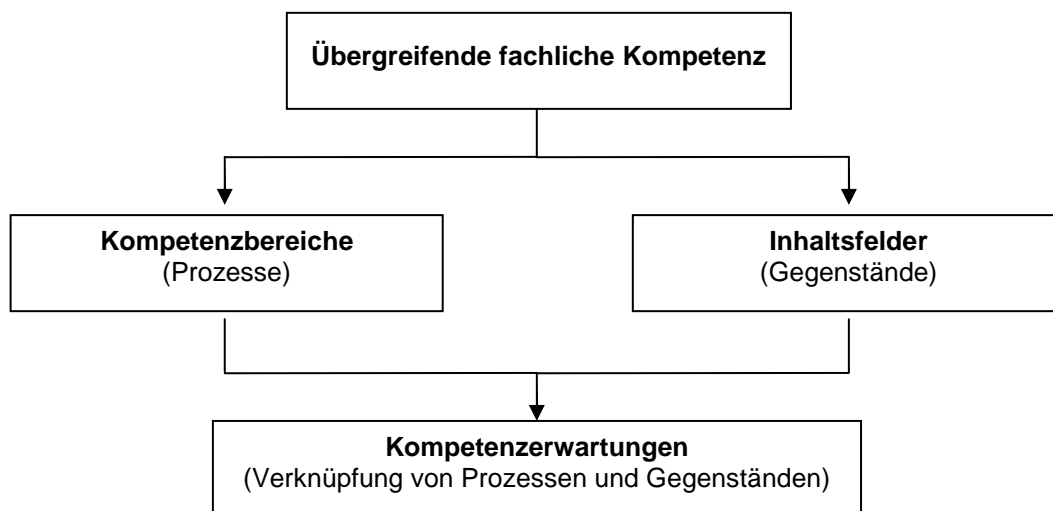 Übergreifende fachliche Kompetenz
Kompetenzbereiche
(Prozesse)
Inhaltsfelder
(Gegenstände)
Kompetenzerwartungen
(Verknüpfung von Prozessen und Gegenständen)